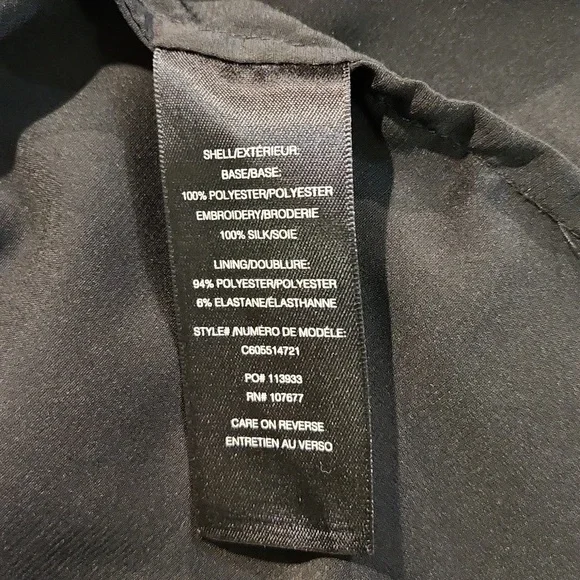 SHELL/EXTÉRIEUR:
BASE/BASE:
100% POLYESTER/POLYESTER
EMBROIDERY/BRODERIE
100% SILK/SOIE
LINING/DOUBLURE:
94% POLYESTER/POLYESTER
6% ELASTANE/ÉLASTHANNE
STYLE# /NUMÉRO DE MODÈLE:
C605514721
PO# 113933
RN# 107677
CARE ON REVERSE
ENTRETIEN AU VERSO